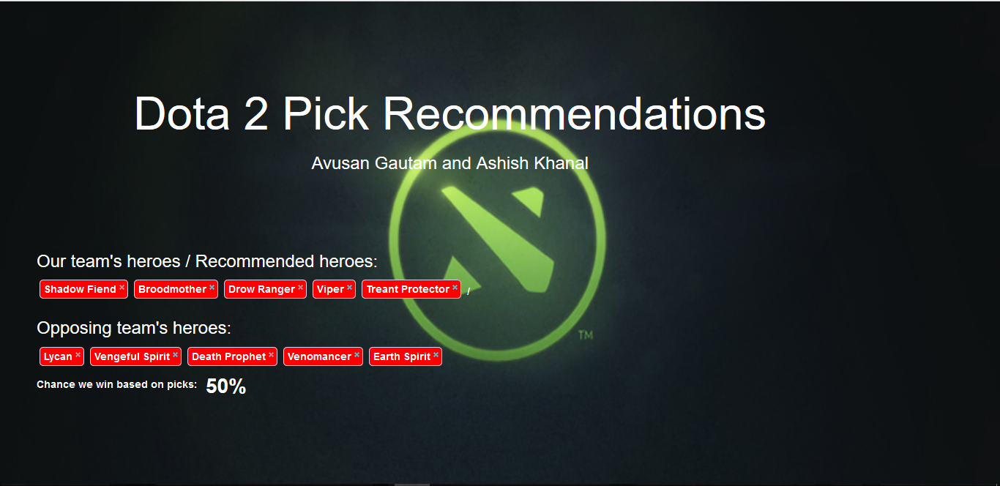 Dota 2 Pick Recommendations
Avusan Gautam and Ashish Khanal
Our team's heroes / Recommended heroes:
Shadow Fiend × Broodmother × Drow Ranger × Viper × Treant Protector × /
TM
Opposing team's heroes:
Lycan × Vengeful Spirit × Death Prophet × Venomancer × Earth Spirit ×
Chance we win based on picks: 50%